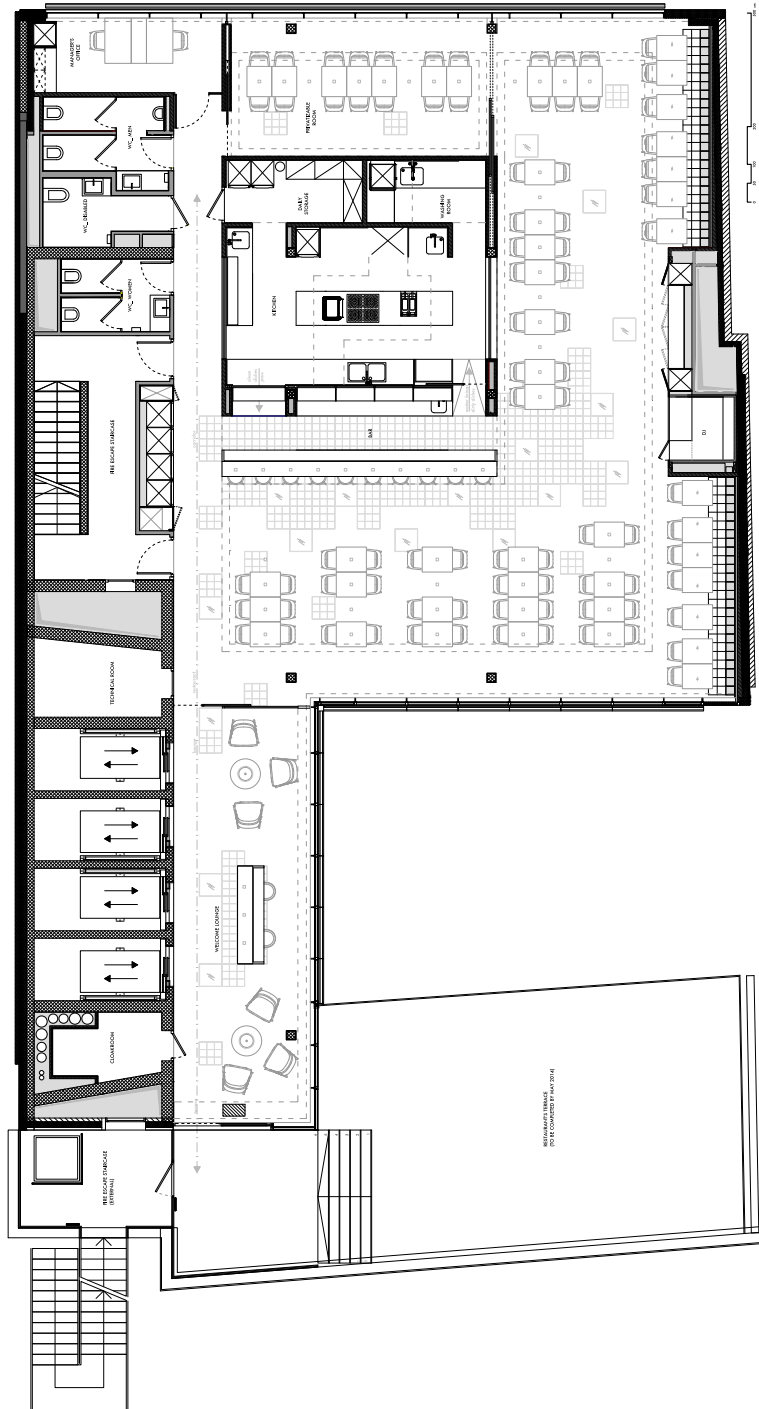 MANAGER'S
OFFICE
PRIVATIZABLE
ROOM
WC_MEN
WC_DISABLED
DAILY
STORAGE
WASHING
ROOM
WC_WOMEN
KITCHEN
FIRE ESCAPE STAIRCASE
BAR
DJ
TECHNICAL ROOM
WELCOME LOUNGE
CLOAKROOM
RESTAURANT'S TERRACE
(TO BE COMPLETED BY MAY 2014)
FIRE ESCAPE STAIRCASE
(EXTERNAL)